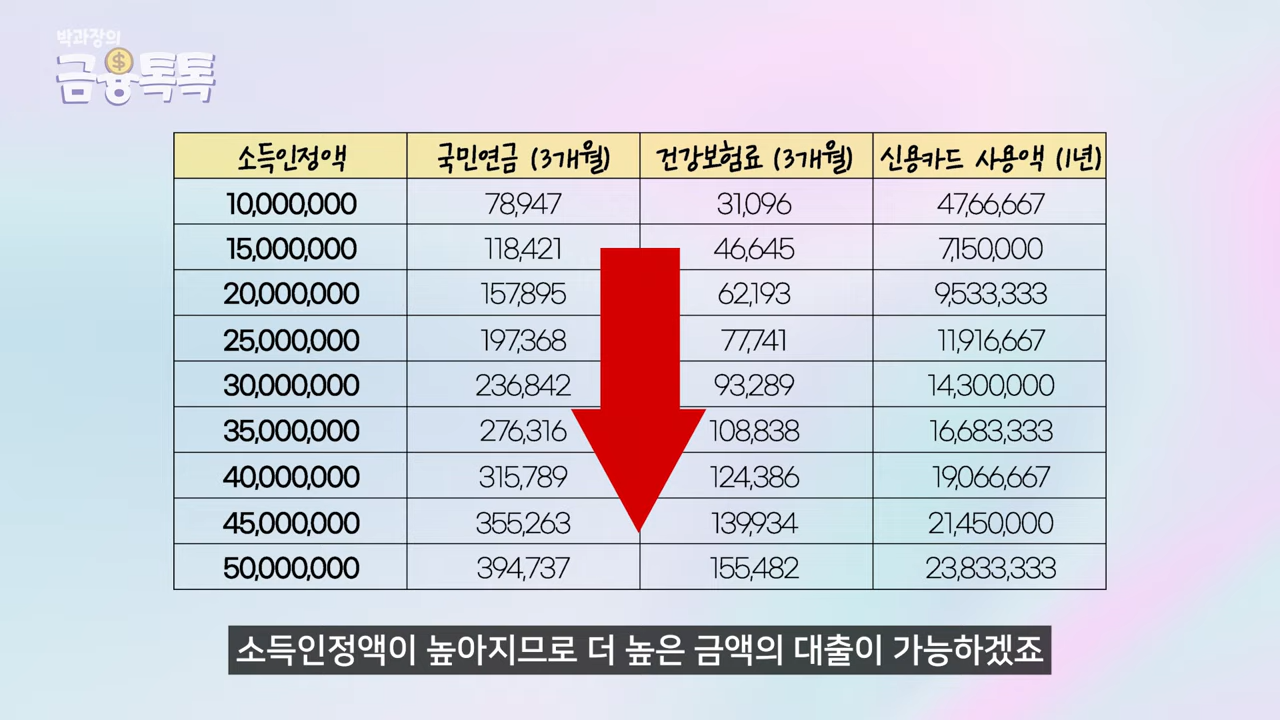 박과장의
금융톡톡
소득인정액 국민연금 (3개월) 건강보험료 (3개월) 신용카드 사용액 (1년)
10,000,000 78,947 31,096 47,66,667
15,000,000 118,421 46,645 7,150,000
20,000,000 157,895 62,193 9,533,333
25,000,000 197,368 77,741 11,916,667
30,000,000 236,842 93,289 14,300,000
35,000,000 276,316 108,838 16,683,333
40,000,000 315,789 124,386 19,066,667
45,000,000 355,263 139,934 21,450,000
50,000,000 394,737 155,482 23,833,333
소득인정액이 높아지므로 더 높은 금액의 대출이 가능하겠죠